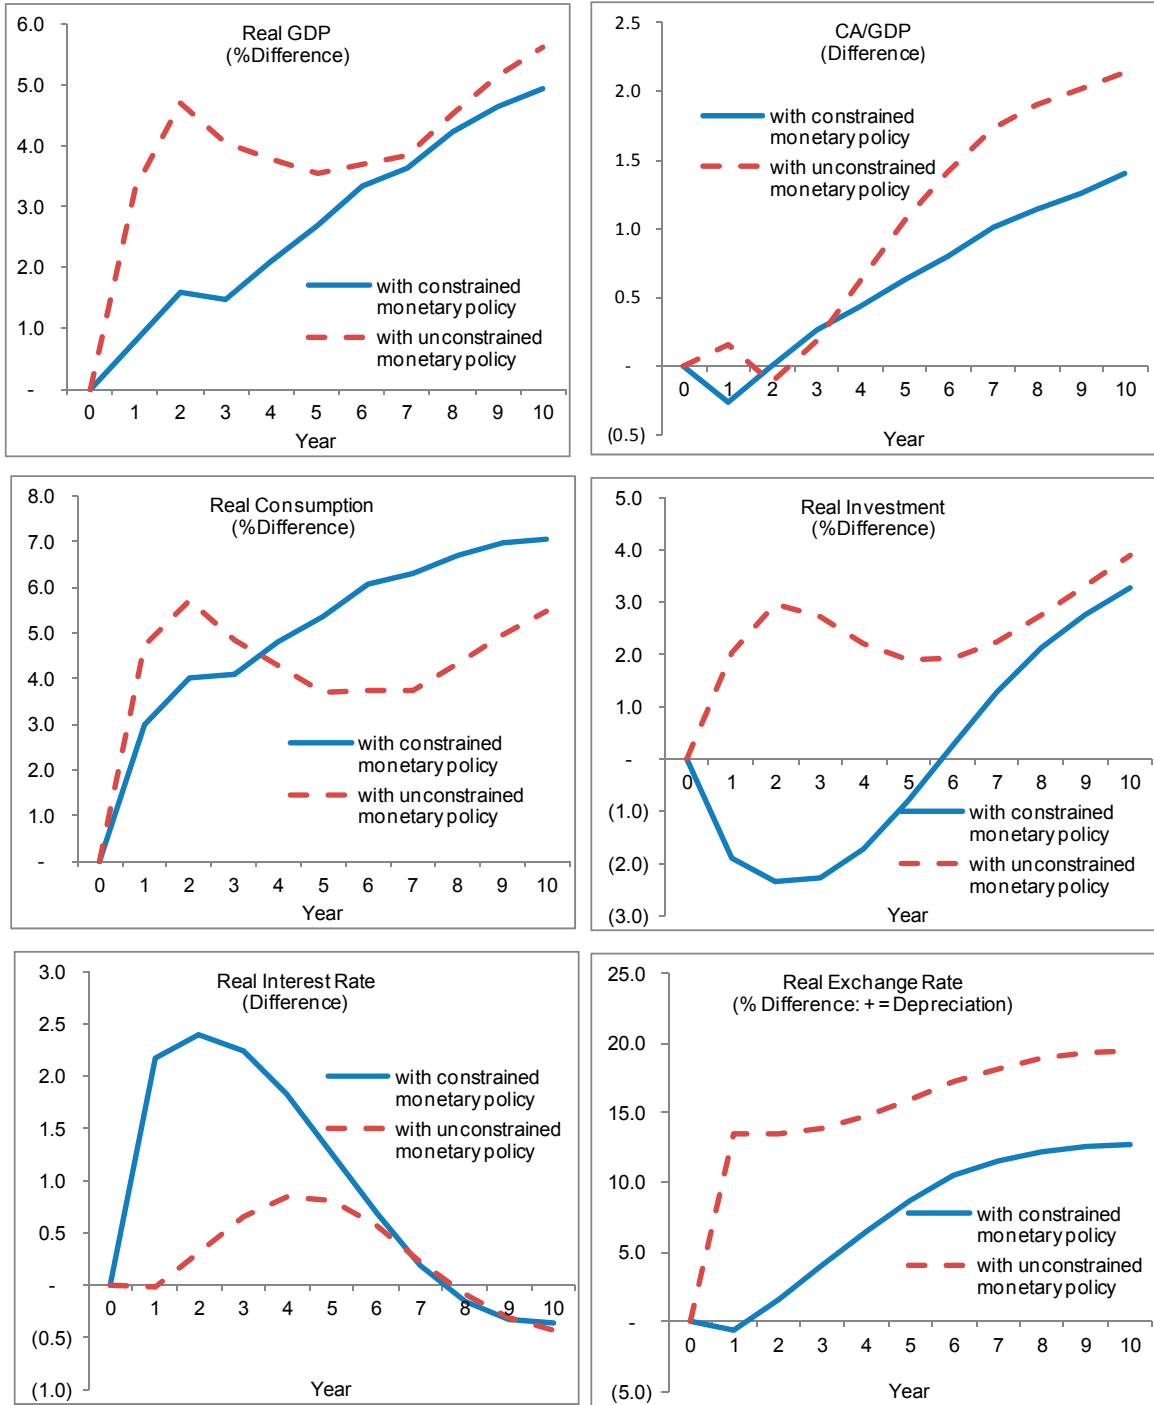 Real GDP
(%Difference)
6.0
5.0
4.0
3.0
2.0
1.0
-
with constrained
monetary policy
with unconstrained
monetary policy
0 1 2 3 4 5 6 7 8 9 10
Year
CA/GDP
(Difference)
2.5
2.0
1.5
1.0
0.5
-
(0.5)
with constrained
monetary policy
with unconstrained
monetary policy
0 1 2 3 4 5 6 7 8 9 10
Year
Real Consumption
(%Difference)
8.0
7.0
6.0
5.0
4.0
3.0
2.0
1.0
-
with constrained
monetary policy
with unconstrained
monetary policy
0 1 2 3 4 5 6 7 8 9 10
Year
Real Investment
(%Difference)
5.0
4.0
3.0
2.0
1.0
-
(1.0)
(2.0)
(3.0)
0 1 2 3 4 5 6 7 8 9 10
with constrained
monetary policy
with unconstrained
monetary policy
Year
Real Interest Rate
(Difference)
3.0
2.5
2.0
1.5
1.0
0.5
-
(0.5)
(1.0)
with constrained
monetary policy
with unconstrained
monetary policy
0 1 2 3 4 5 6 7 8 9 10
Year
Real Exchange Rate
(% Difference: + = Depreciation)
25.0
20.0
15.0
10.0
5.0
-
(5.0)
with constrained
monetary policy
with unconstrained
monetary policy
0 1 2 3 4 5 6 7 8 9 10
Year